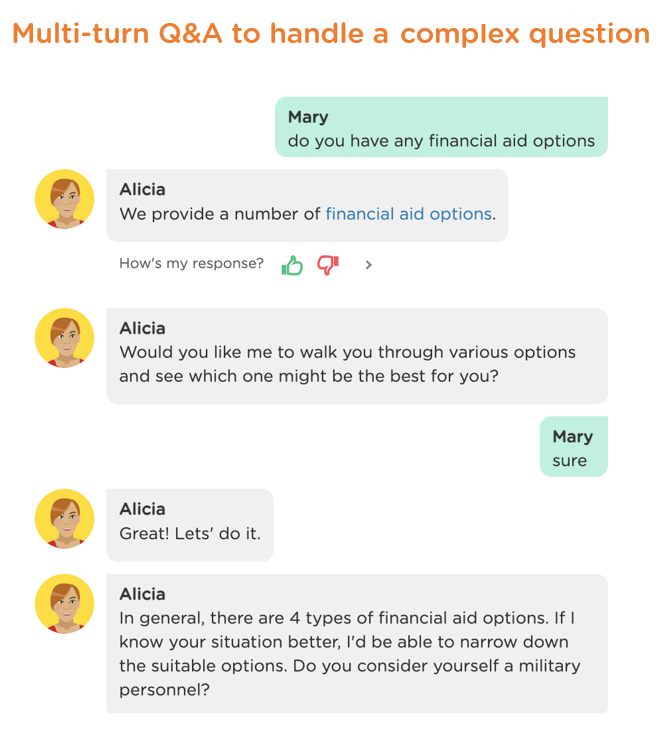 Multi-turn Q&A to handle a complex question
Mary
do you have any financial aid options
Alicia
We provide a number of financial aid options.
How's my response?
Alicia
Would you like me to walk you through various options
and see which one might be the best for you?
Mary
sure
Alicia
Great! Lets' do it.
Alicia
In general, there are 4 types of financial aid options. If I
know your situation better, I'd be able to narrow down
the suitable options. Do you consider yourself a military
personnel?